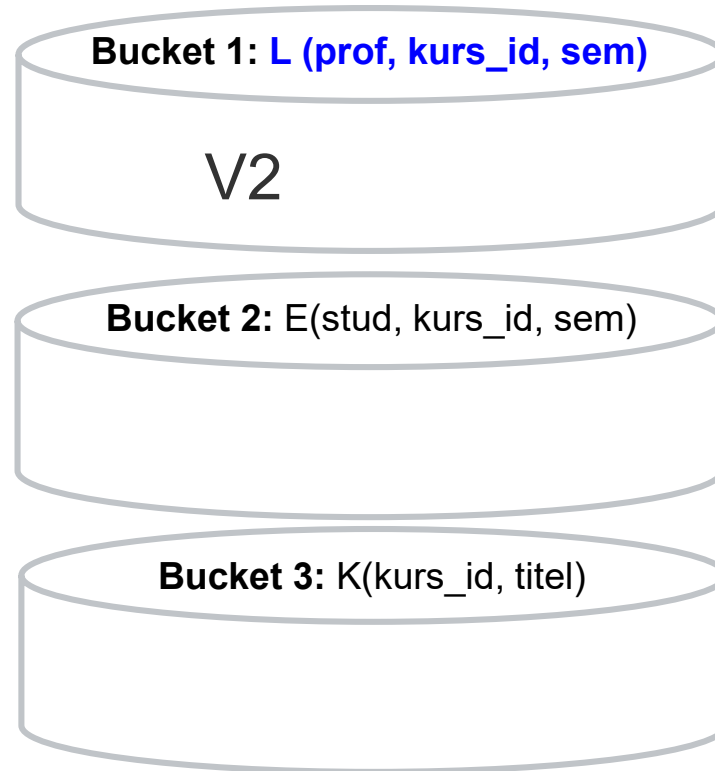 Bucket 1: L (prof, kurs_id, sem)
V2
Bucket 2: E(stud, kurs_id, sem)
Bucket 3: K(kurs_id, titel)